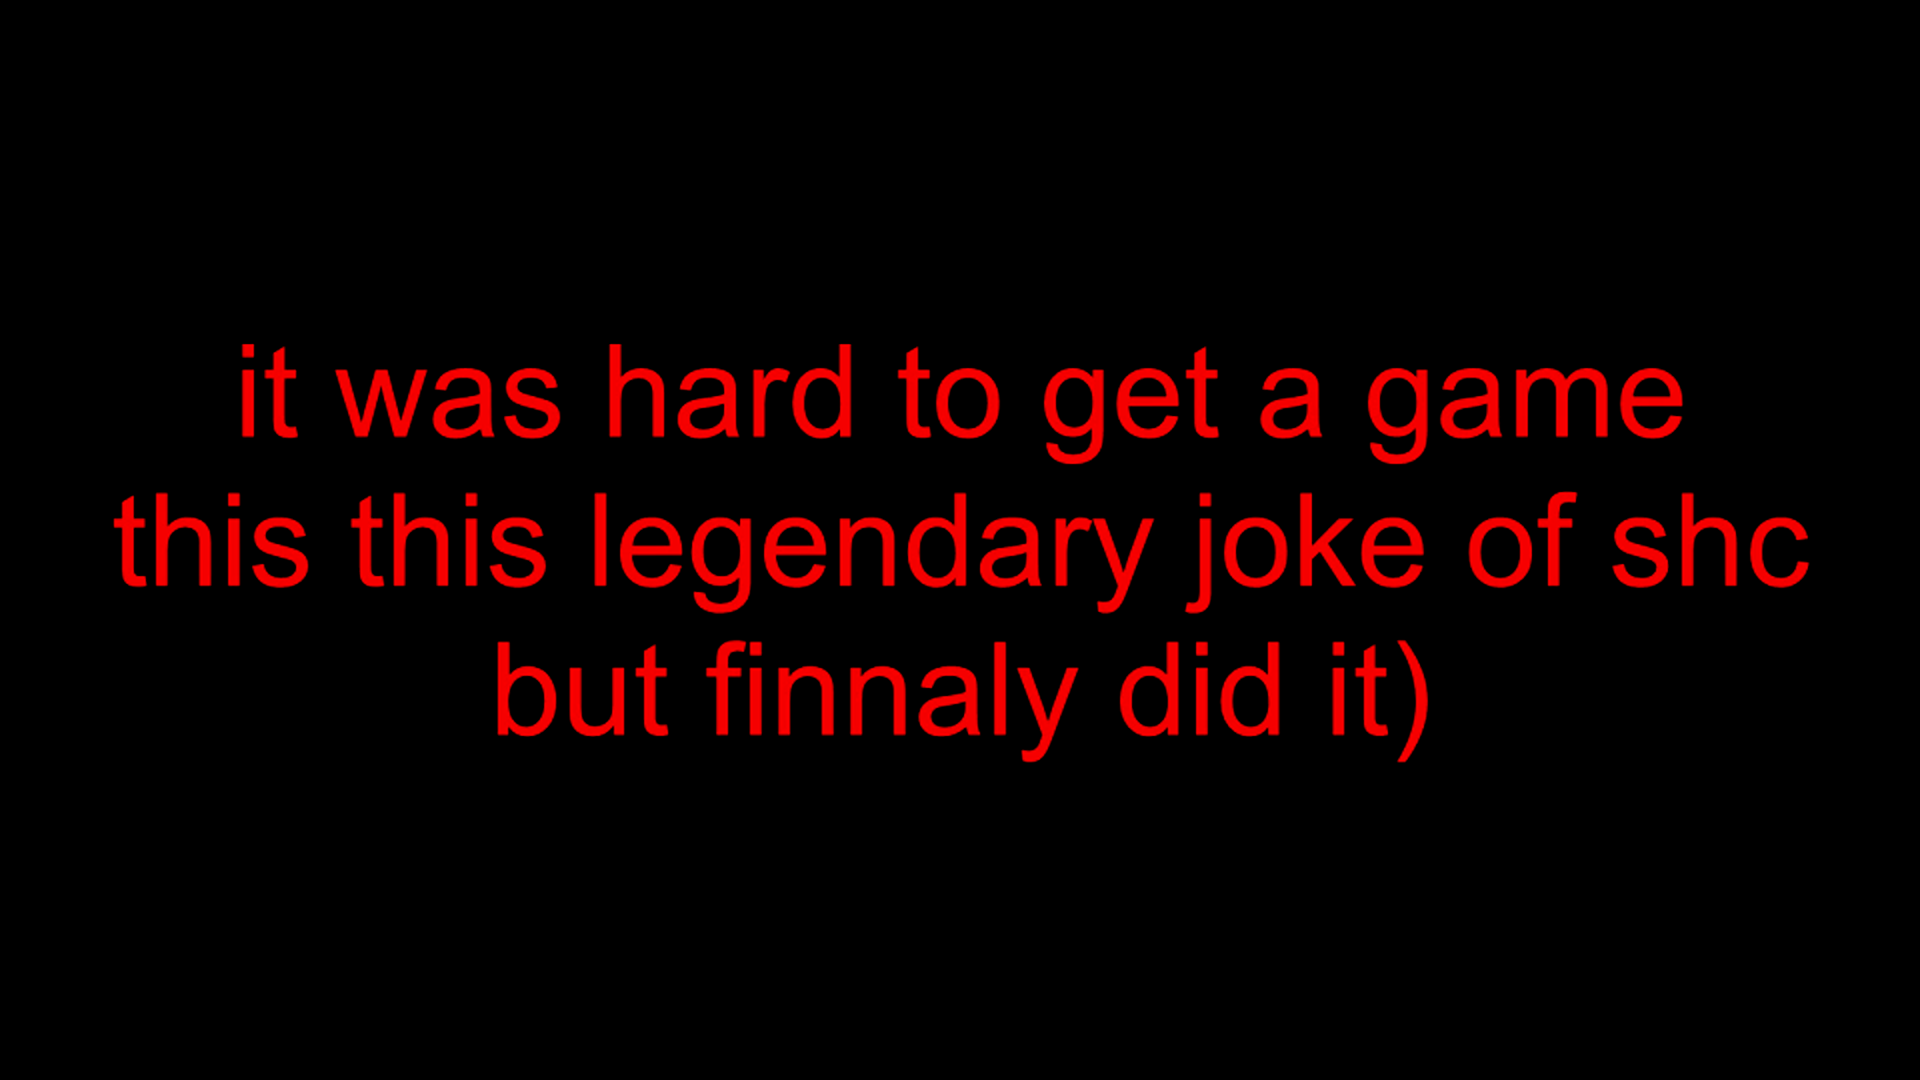 it was hard to get a game
this this legendary joke of shc
but finnaly did it)